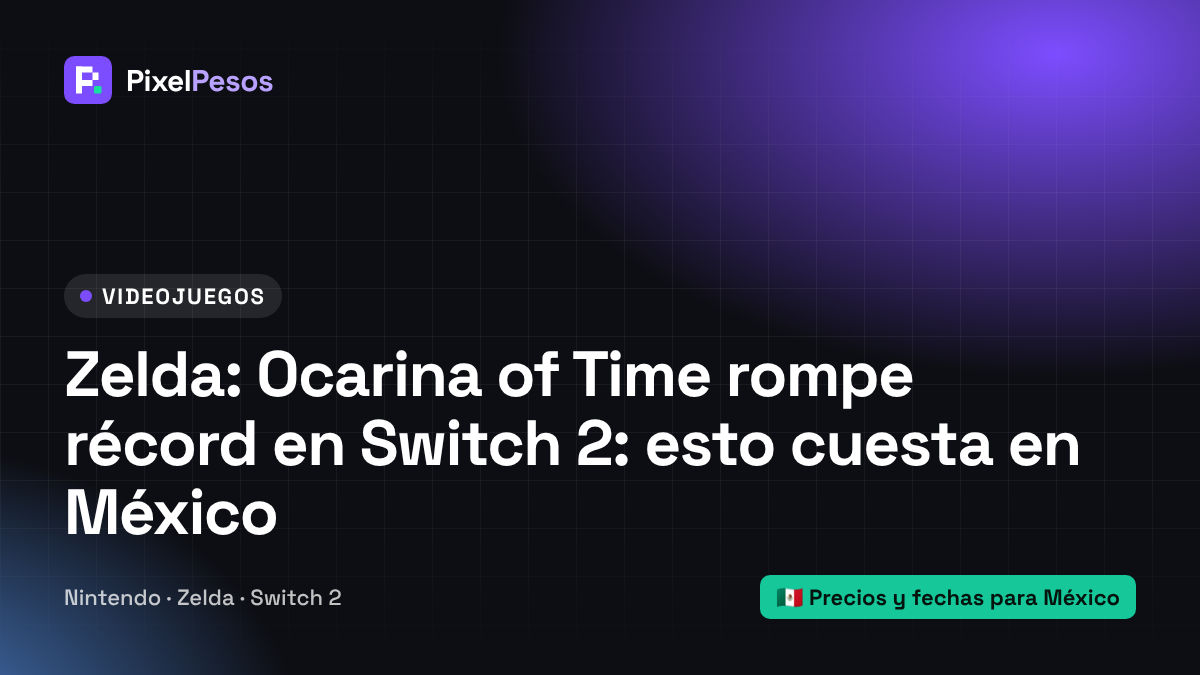 PixelPesos
VIDEOJUEGOS
Zelda: Ocarina of Time rompe
récord en Switch 2: esto cuesta en
México
Nintendo · Zelda · Switch 2
🇲🇽 Precios y fechas para México